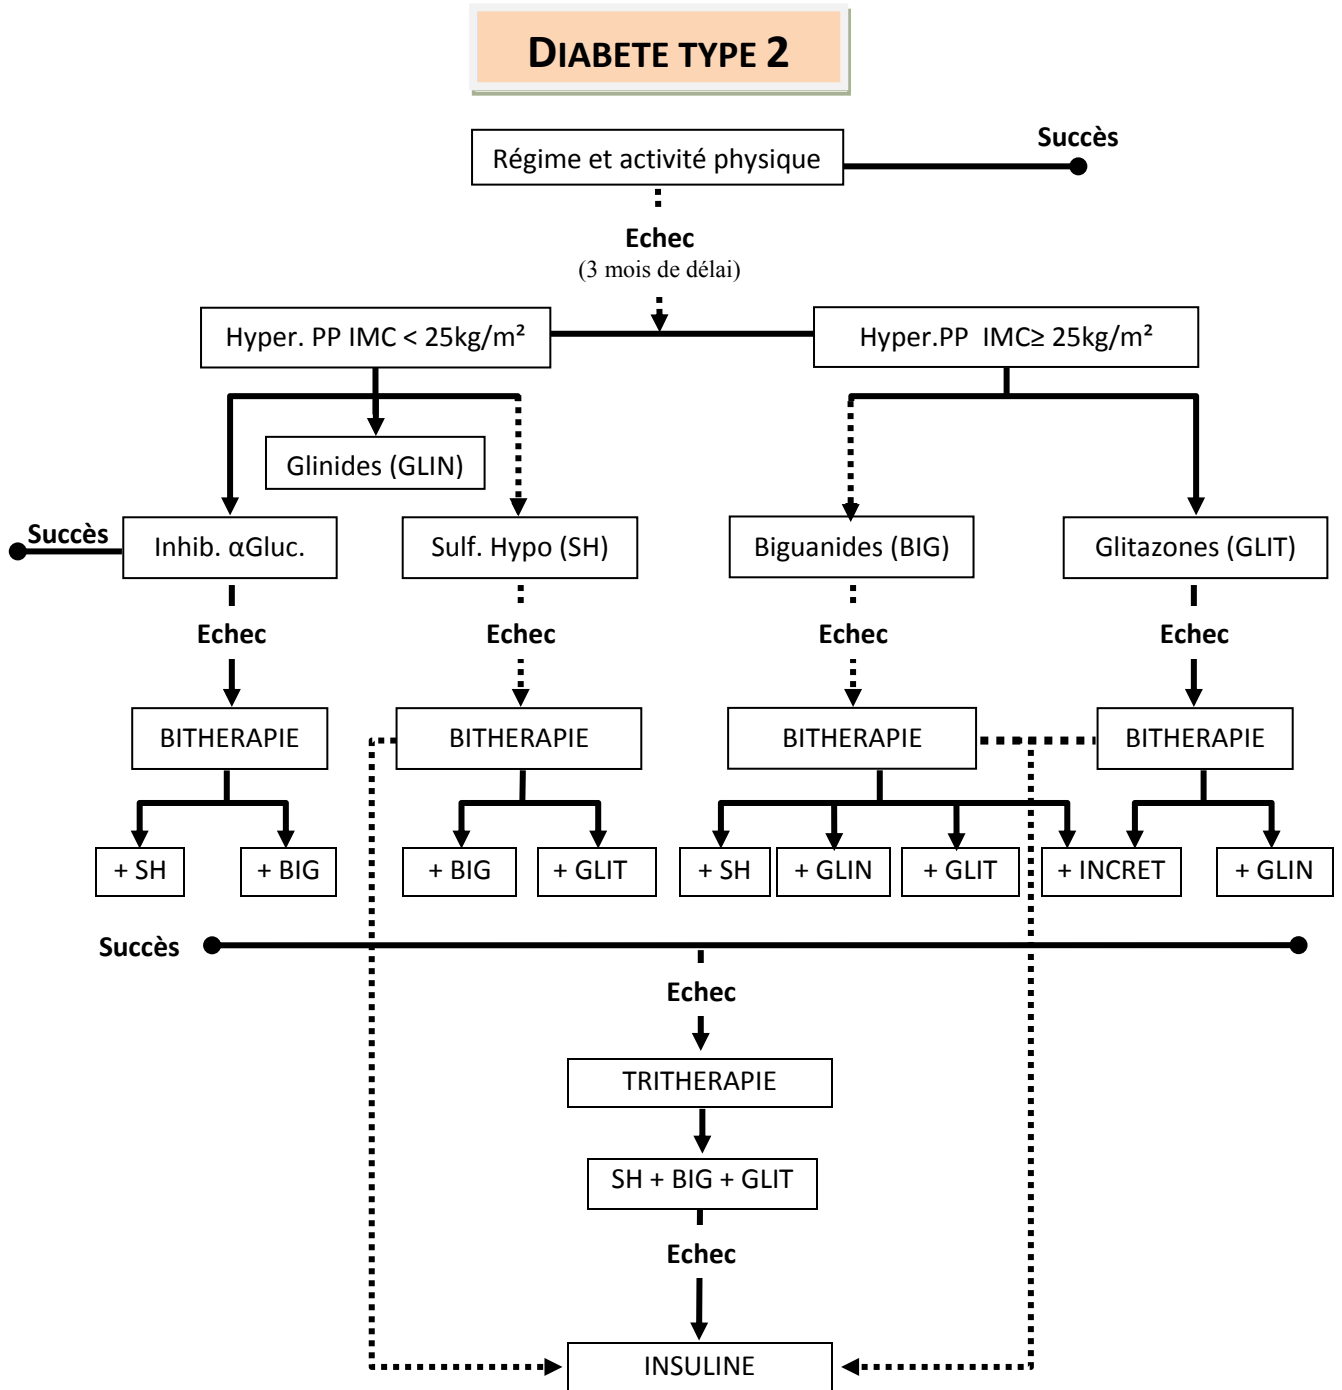 DIABETE TYPE 2
Succès
Régime et activité physique
Echec
(3 mois de délai)
Hyper. PP IMC < 25kg/m²
Hyper.PP IMC≥ 25kg/m²
Glinides (GLIN)
Succès
Inhib. αGluc.
Sulf. Hypo (SH)
Biguanides (BIG)
Glitazones (GLIT)
Echec
Echec
Echec
Echec
BITHERAPIE
BITHERAPIE
BITHERAPIE
BITHERAPIE
+ SH
+ BIG
+ BIG
+ GLIT
+ SH
+ GLIN
+ GLIT
+ INCRET
+ GLIN
Succès
Echec
TRITHERAPIE
SH + BIG + GLIT
Echec
INSULINE